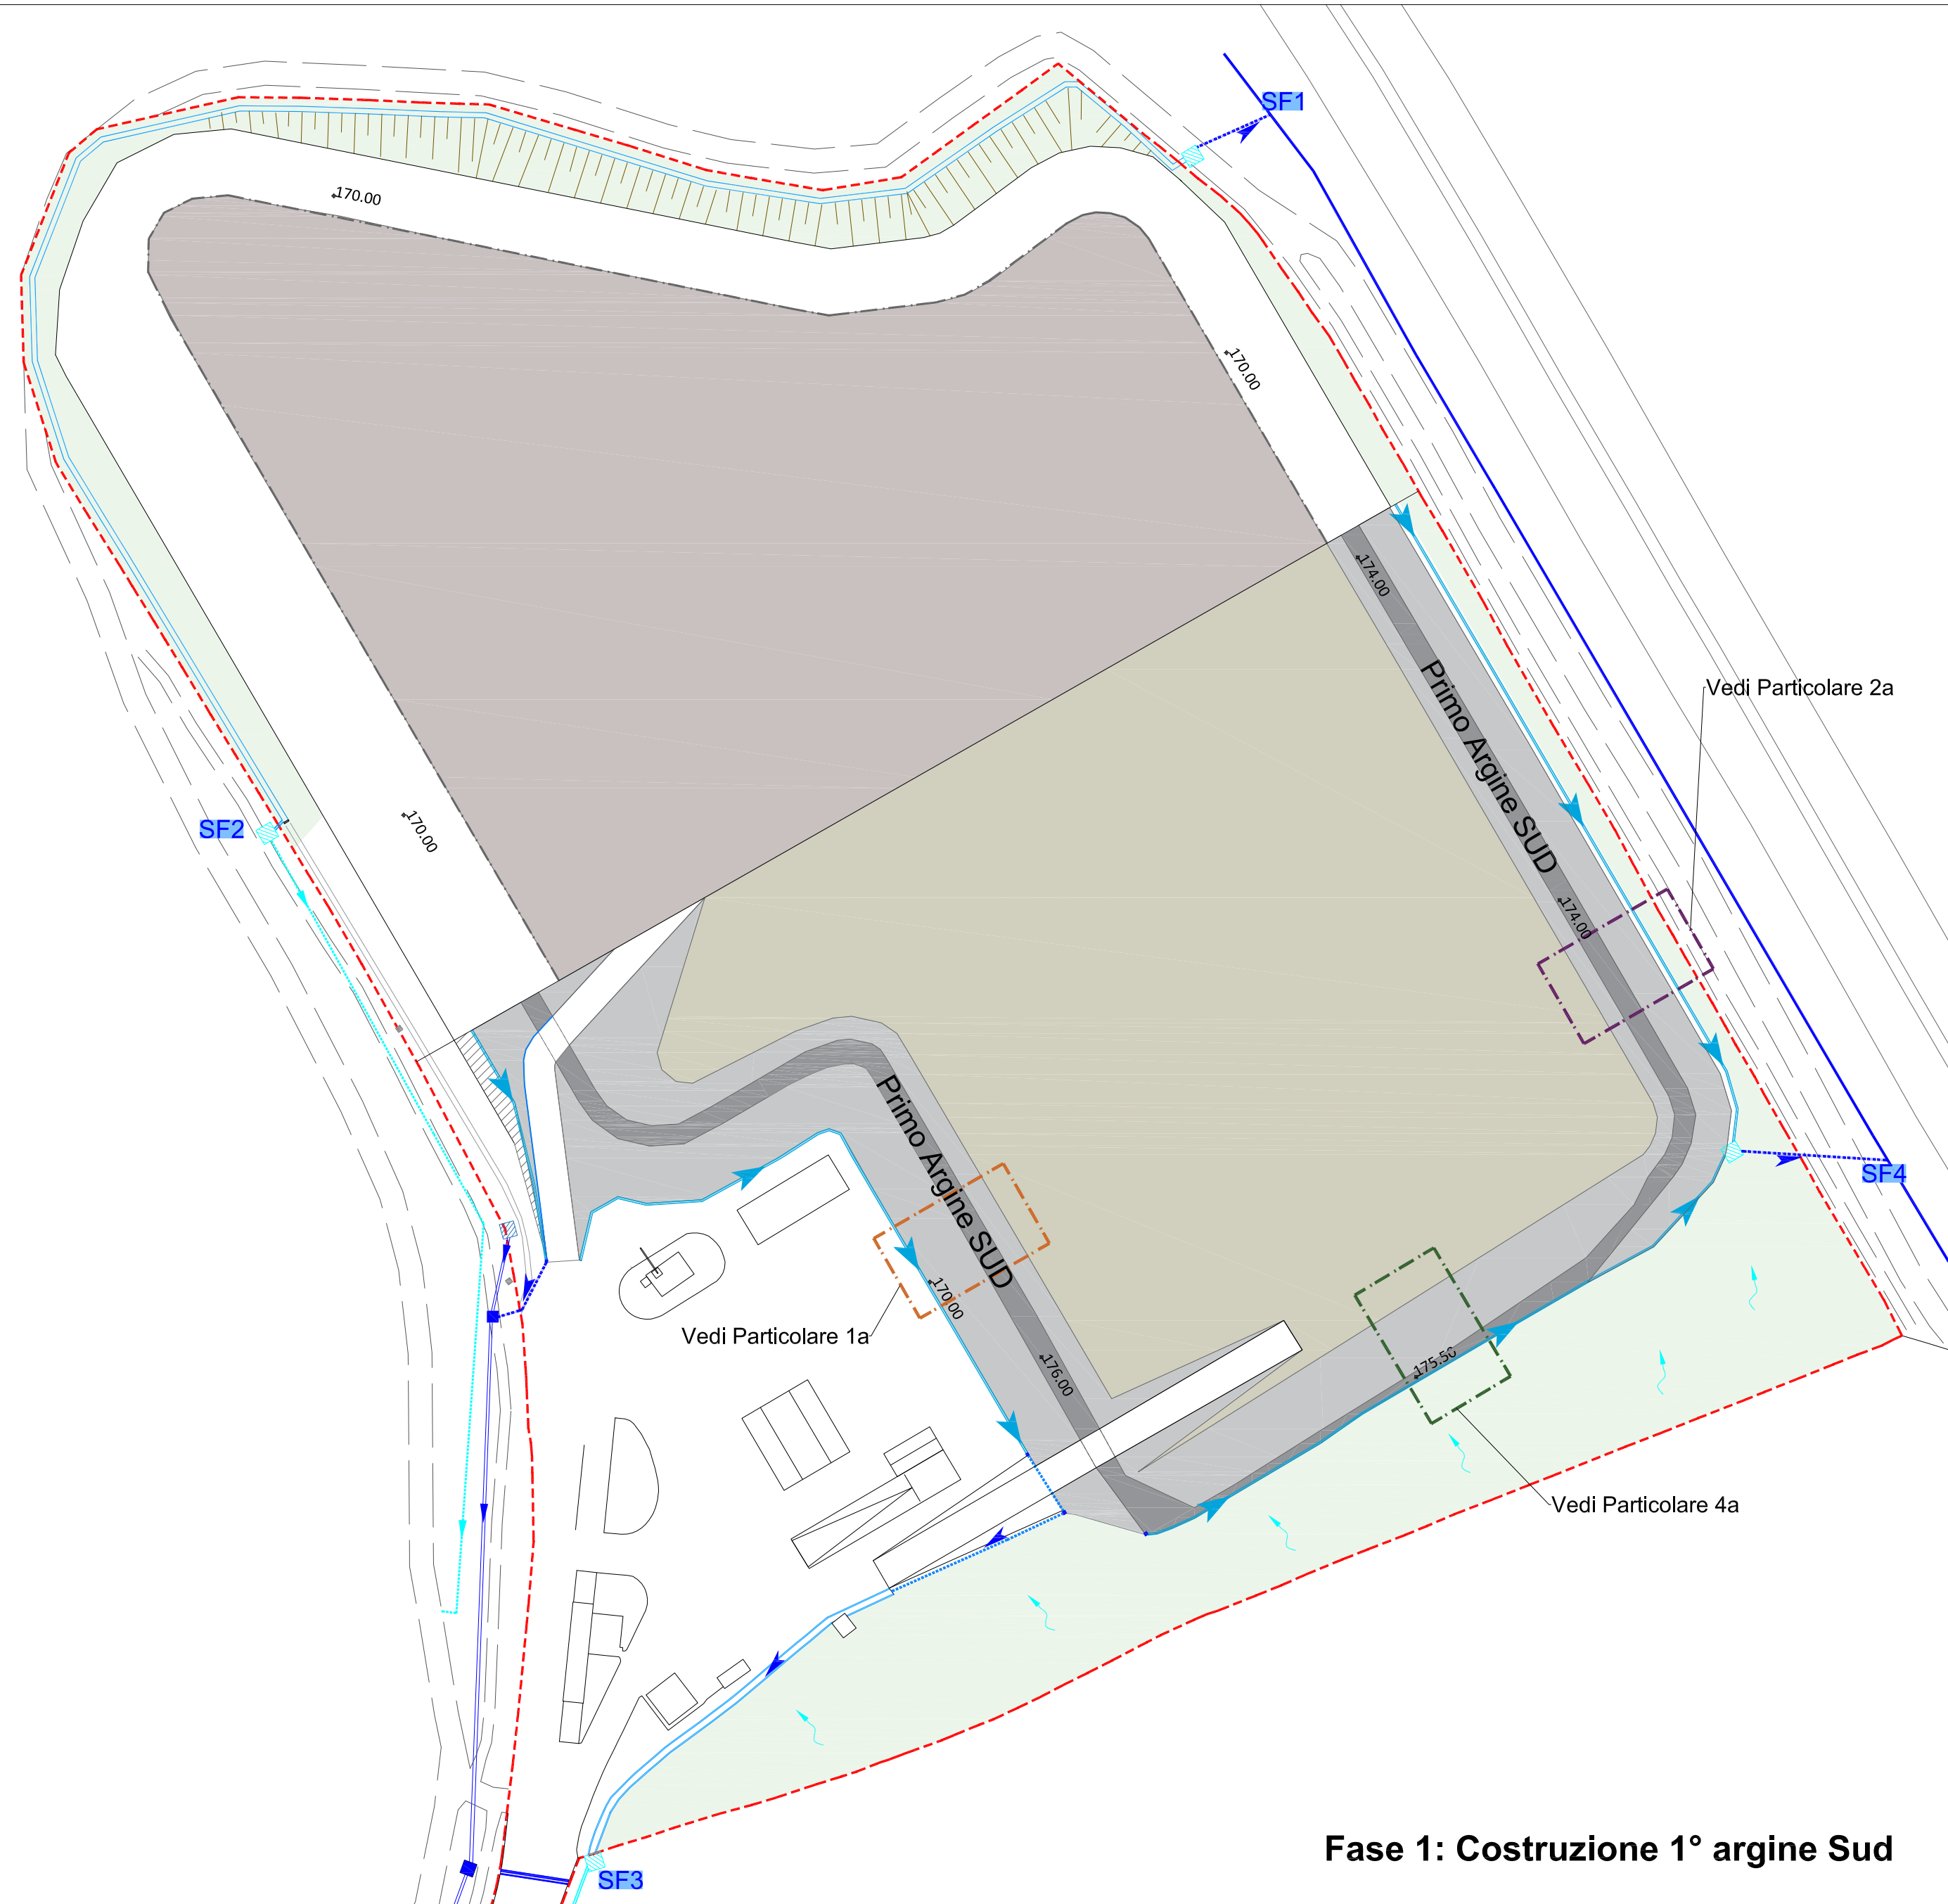 SF1
170.00
170.00
174.00
Primo Argine SUD
Vedi Particolare 2a
170.00
SF2
174.00
Primo Argine SUD
SF4
170.00
Vedi Particolare 1a
176.00
175.50
Vedi Particolare 4a
Fase 1: Costruzione 1° argine Sud
SF3